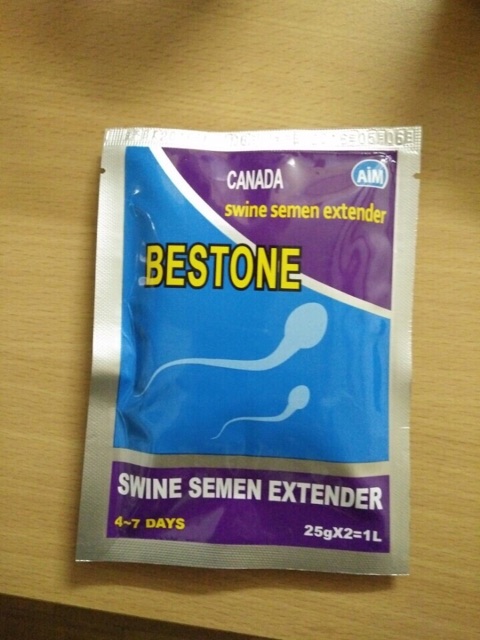 CANADA
AiM
swine semen extender
BESTONE
SWINE SEMEN EXTENDER
4~7 DAYS
25gX2=1L